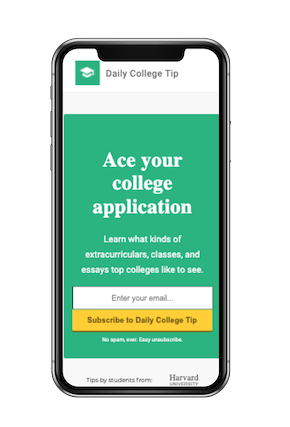 Daily College Tip
Ace your
college
application
Learn what kinds of
extracurriculars, classes, and
essays top colleges like to see.
Enter your email...
Subscribe to Daily College Tip
No spam, ever. Easy unsubscribe.
Tips by students from:
Harvard
UNIVERSITY